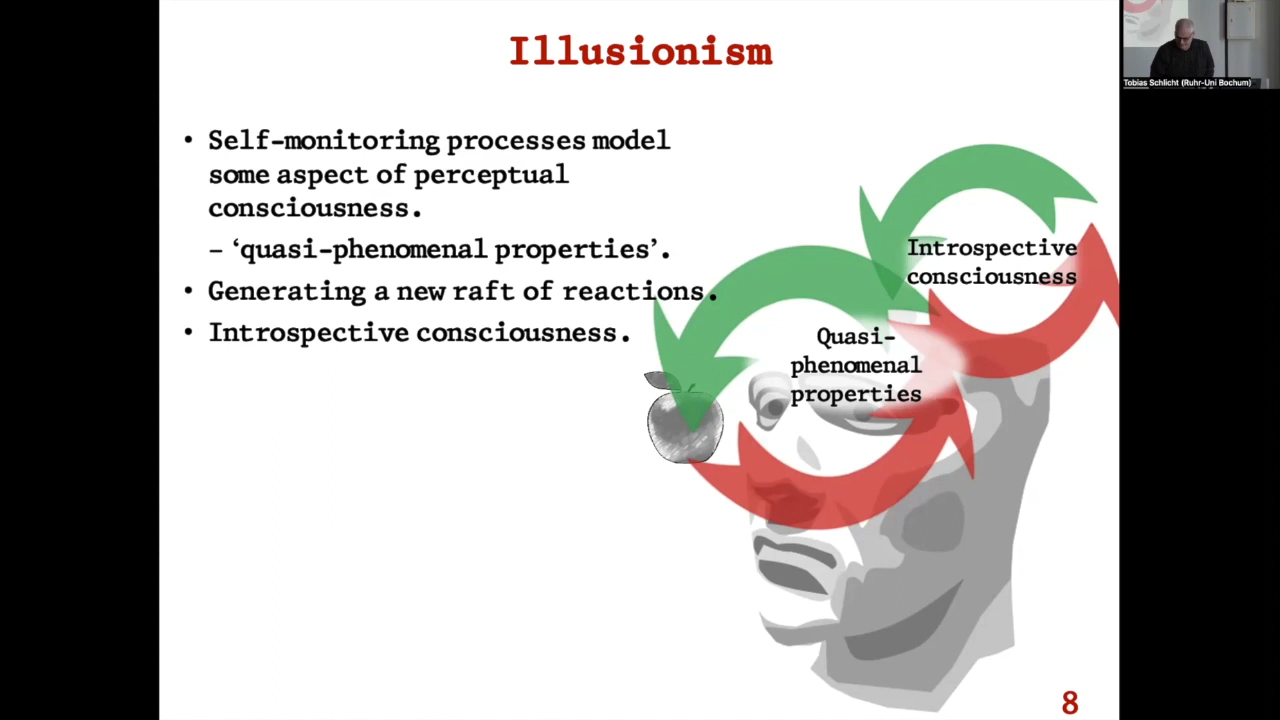 Illusionism
• Self-monitoring processes model
some aspect of perceptual
consciousness.
– ‘quasi-phenomenal properties’.
• Generating a new raft of reactions.
• Introspective consciousness.
Introspective
consciousness
Quasi-
phenomenal
properties
8
Tobias Schlicht (Ruhr-Uni Bochum)